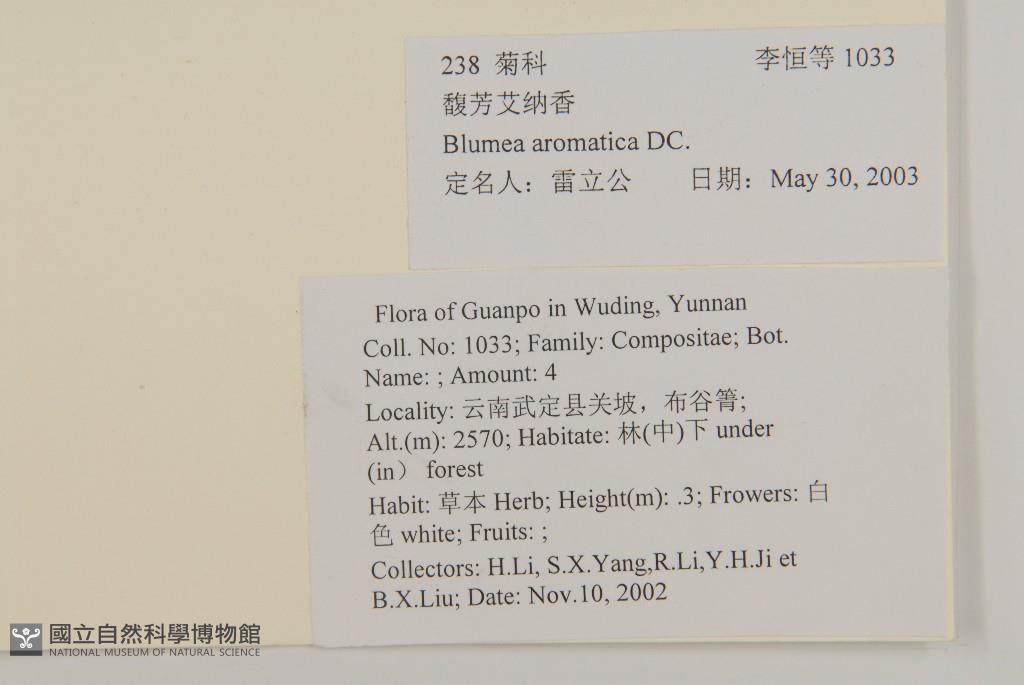 238 菊科 李恒等 1033
馥芳艾纳香
Blumea aromatica DC.
定名人：雷立公 日期：May 30, 2003
Flora of Guanpo in Wuding, Yunnan
Coll. No: 1033; Family: Compositae; Bot.
Name: ; Amount: 4
Locality: 云南武定县关坡，布谷箐;
Alt.(m): 2570; Habitate: 林(中)下 under
(in） forest
Habit: 草本 Herb; Height(m): .3; Frowers: 白
色 white; Fruits: ;
Collectors: H.Li, S.X.Yang,R.Li,Y.H.Ji et
B.X.Liu; Date: Nov.10, 2002
國立自然科學博物館
NATIONAL MUSEUM OF NATURAL SCIENCE